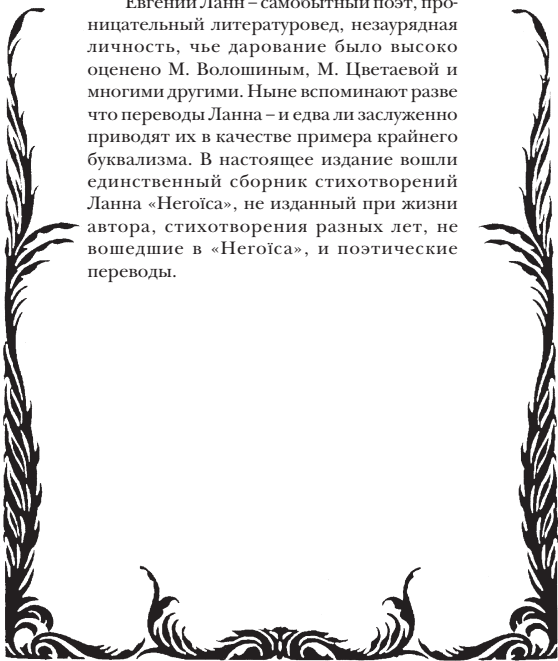 Евгений Ланн – самобытный поэт, про-
ницательный литературовед, незаурядная
личность, чье дарование было высоко
оценено М. Волошиным, М. Цветаевой и
многими другими. Ныне вспоминают разве
что переводы Ланна – и едва ли заслуженно
приводят их в качестве примера крайнего
буквализма. В настоящее издание вошли
единственный сборник стихотворений
Ланна «Heroїca», не изданный при жизни
автора, стихотворения разных лет, не
вошедшие в «Heroїca», и поэтические
переводы.